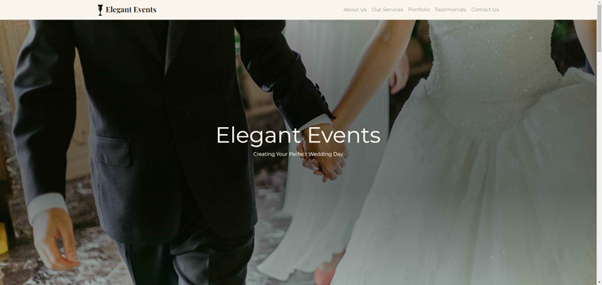 Elegant Events
About Us Our Services Portfolio Testimonials Contact Us
Elegant Events
Creating Your Perfect Wedding Day